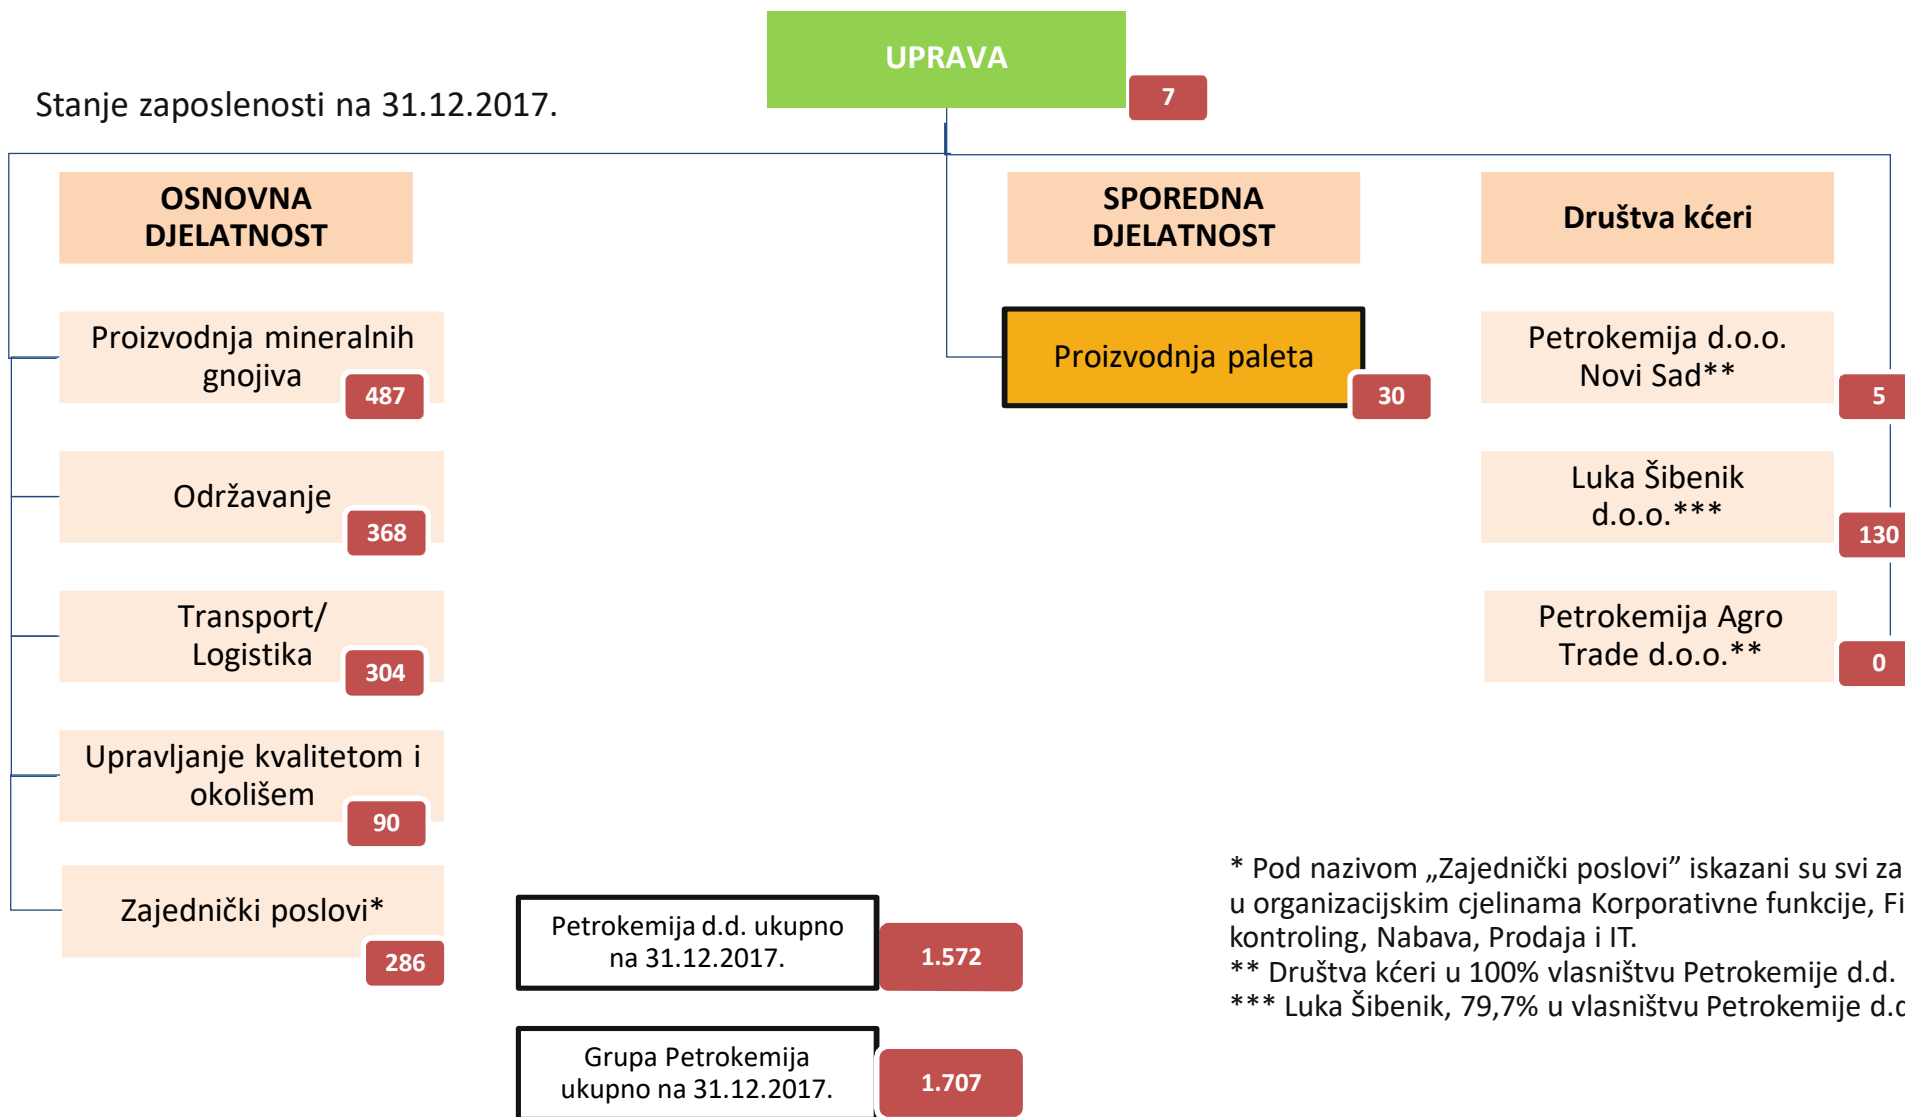 UPRAVA
7
Stanje zaposlenosti na 31.12.2017.
OSNOVNA
DJELATNOST
Proizvodnja mineralnih
gnojiva
487
Održavanje
368
Transport/
Logistika
304
Upravljanje kvalitetom i
okolišem
90
Zajednički poslovi*
286
SPOREDNA
DJELATNOST
Proizvodnja paleta
30
Društva kćeri
Petrokemija d.o.o.
Novi Sad**
5
Luka Šibenik
d.o.o.***
130
Petrokemija Agro
Trade d.o.o.**
0
Petrokemija d.d. ukupno
na 31.12.2017.
1.572
Grupa Petrokemija
ukupno na 31.12.2017.
1.707
* Pod nazivom „Zajednički poslovi” iskazani su svi
u organizacijskim cjelinama Korporativne funkcije,
kontroling, Nabava, Prodaja i IT.
** Društva kćeri u 100% vlasništvu Petrokemije d.d.
*** Luka Šibenik, 79,7% u vlasništvu Petrokemije